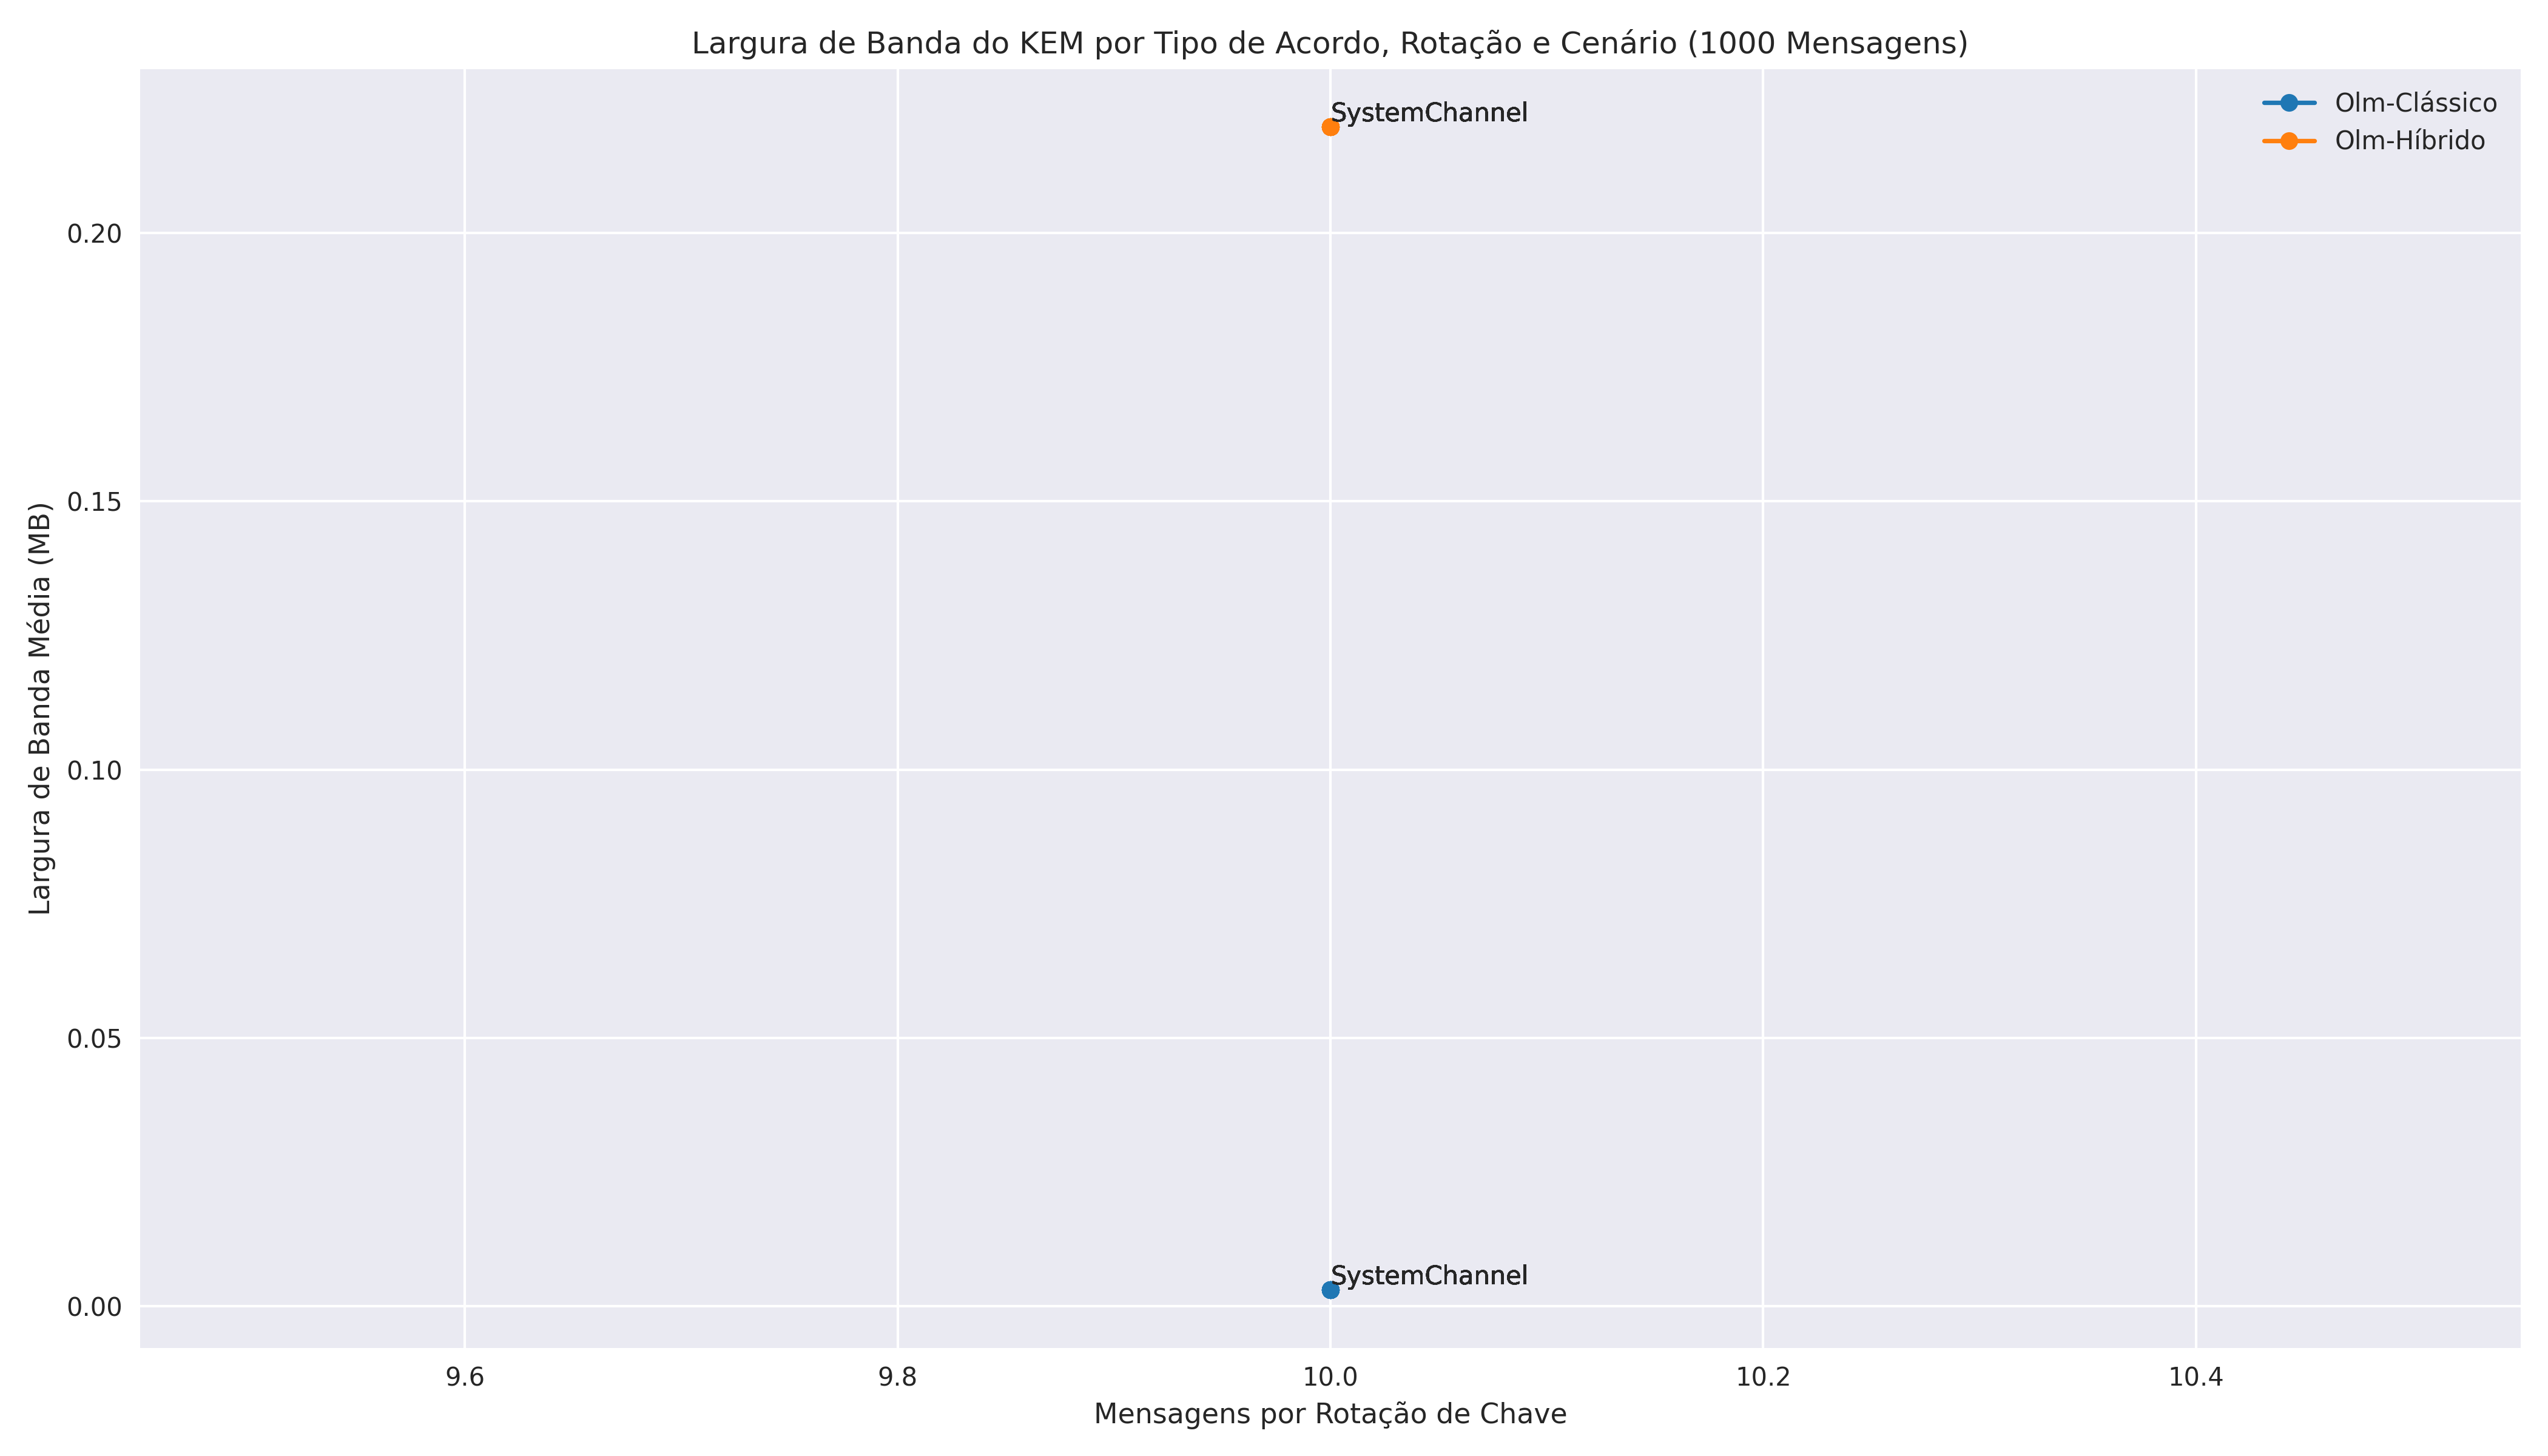 Largura de Banda do KEM por Tipo de Acordo, Rotação e Cenário (1000 Mensagens)
SystemChannel
Olm-Clássico
Olm-Híbrido
0.20
0.15
0.10
0.05
0.00
Largura de Banda Média (MB)
SystemChannel
9.6
9.8
10.0
10.2
10.4
Mensagens por Rotação de Chave